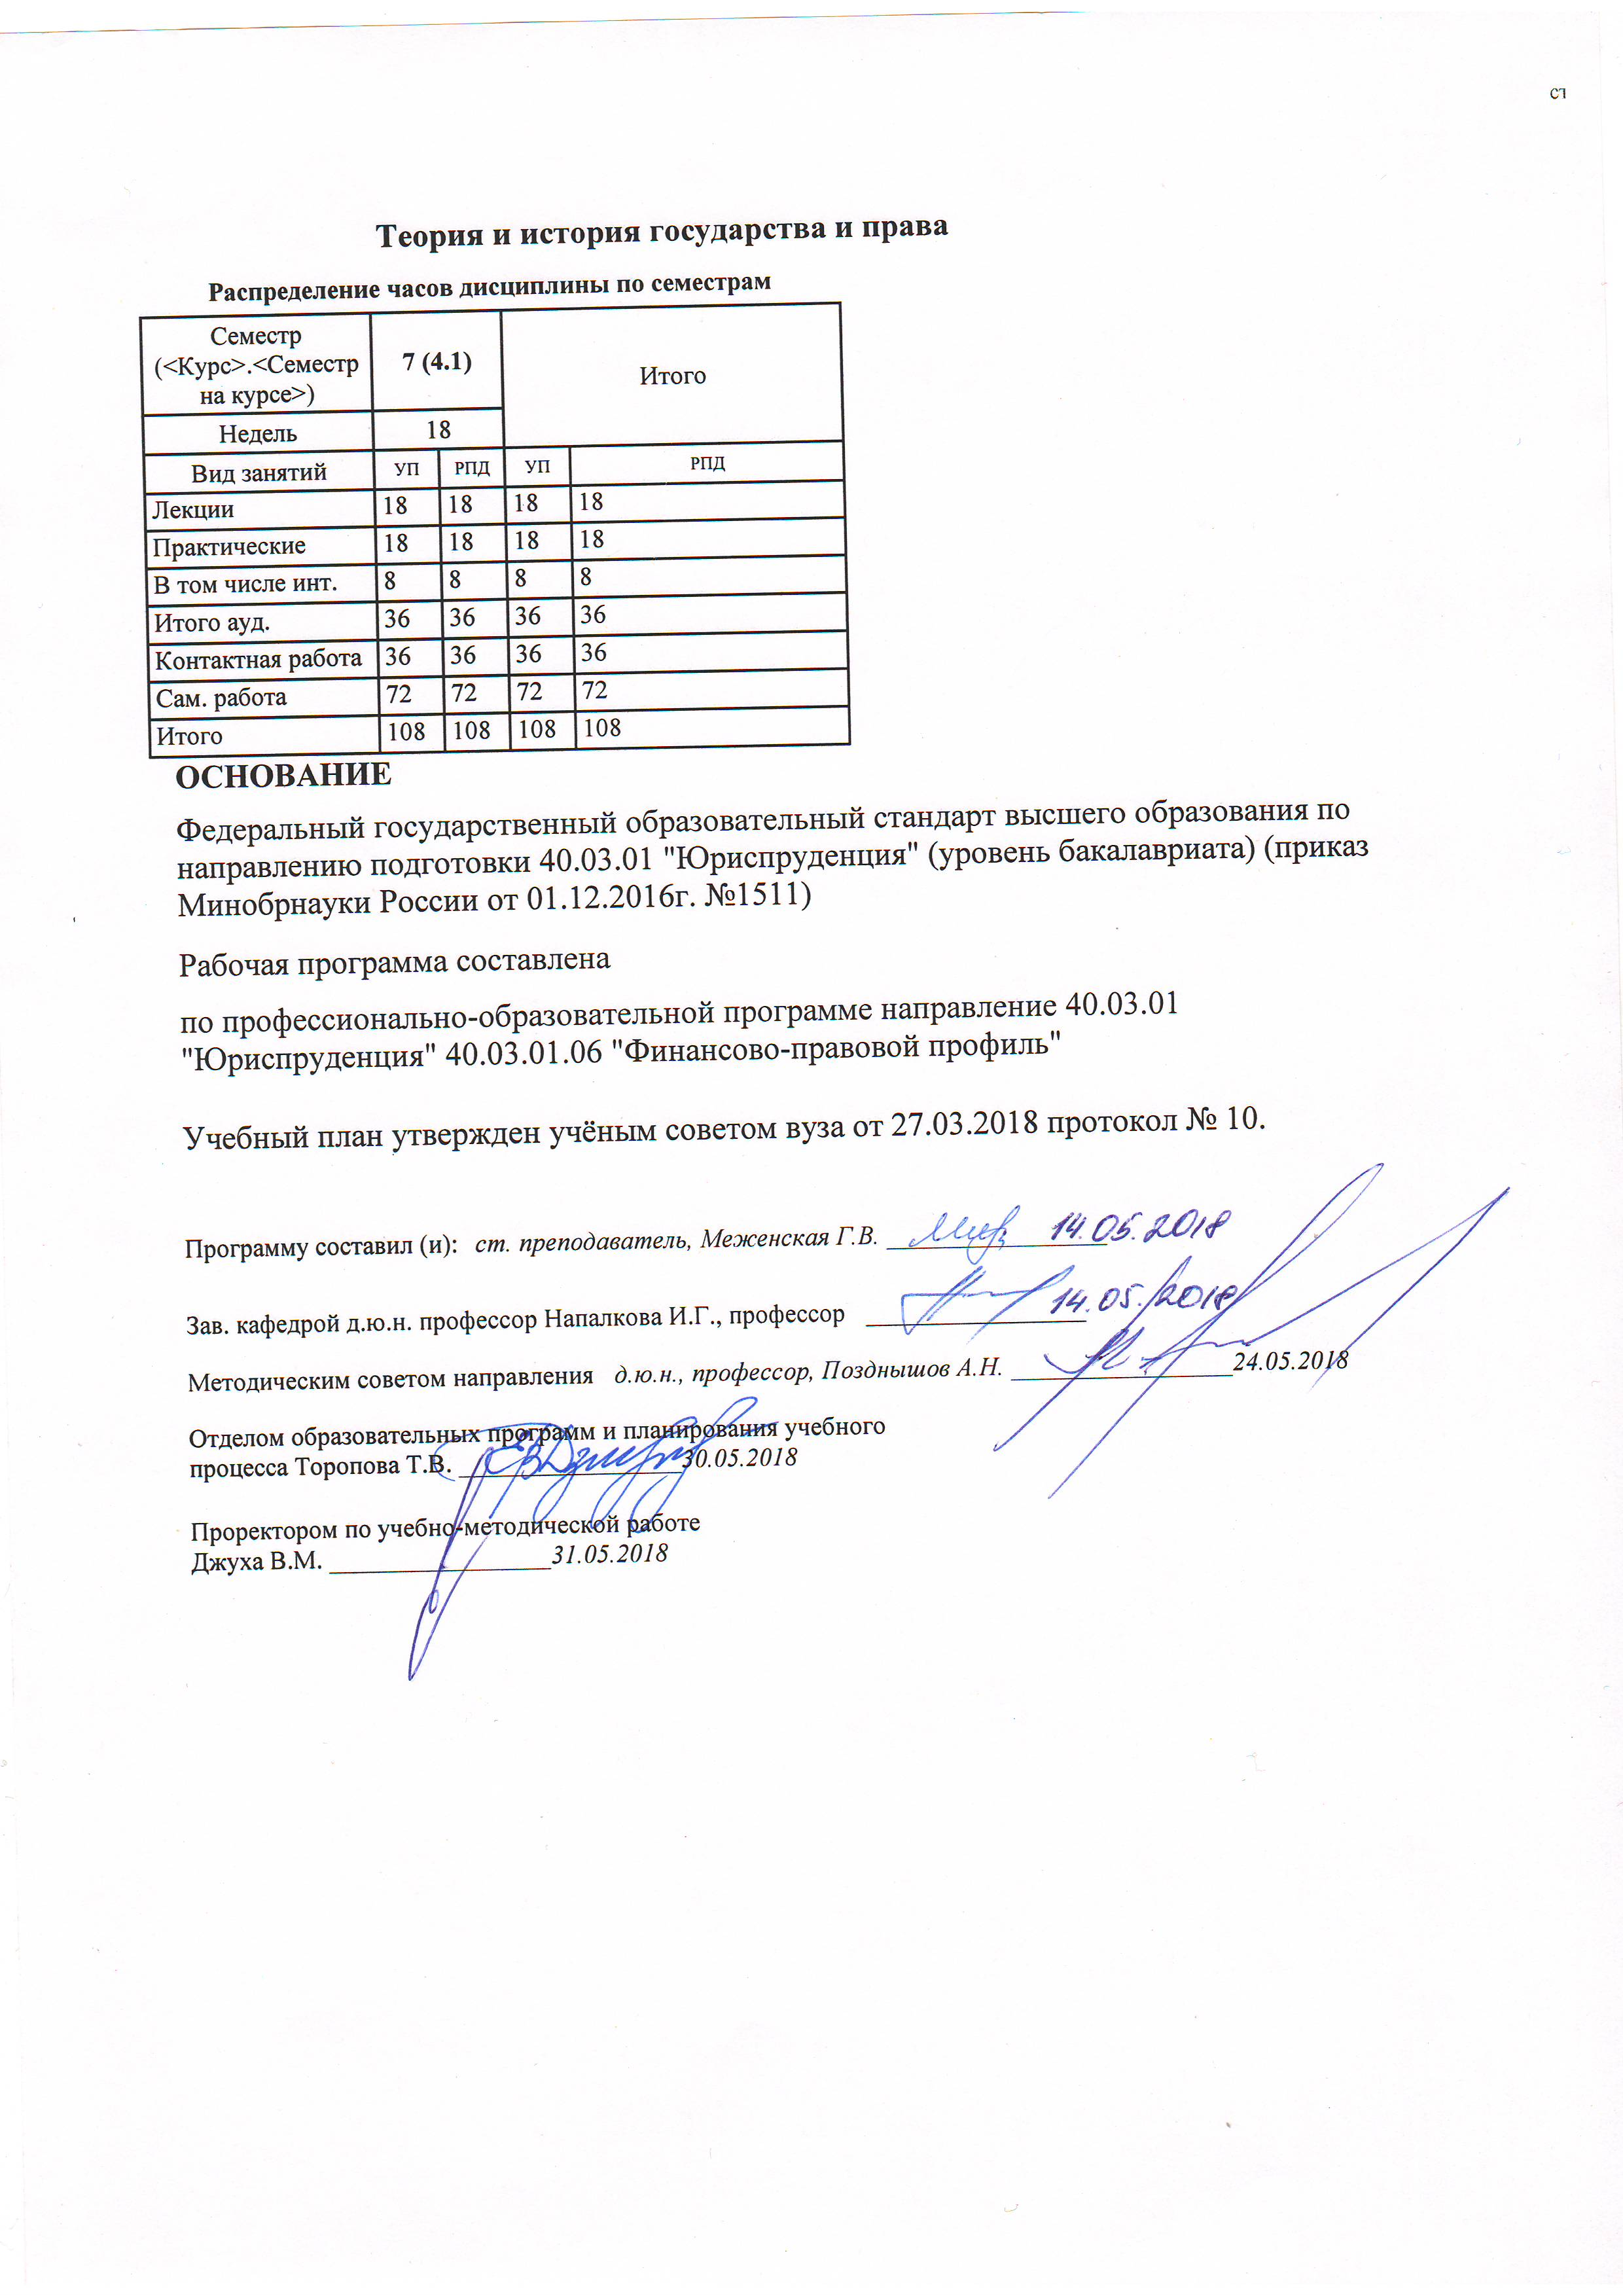 ст
Теория и история государства и права
Распределение часов дисциплины по семестрам
Семестр
(<Курс>.<Семестр
на курсе>)
7 (4.1)
Итого
Недель
18
Вид занятий УП РПД УП РПД
Лекции 18 18 18 18
Практические 18 18 18 18
В том числе инт. 8 8 8 8
Итого ауд. 36 36 36 36
Контактная работа 36 36 36 36
Сам. работа 72 72 72 72
Итого 108 108 108 108
ОСНОВАНИЕ
Федеральный государственный образовательный стандарт высшего образования по
направлению подготовки 40.03.01 "Юриспруденция" (уровень бакалавриата) (приказ
Минобрнауки России от 01.12.2016г. №1511)
Рабочая программа составлена
по профессионально-образовательной программе направление 40.03.01
"Юриспруденция" 40.03.01.06 "Финансово-правовой профиль"
Учебный план утвержден учёным советом вуза от 27.03.2018 протокол № 10.
Программу составил (и): ст. преподаватель, Меженская Г.В. 14.05.2018
Зав. кафедрой д.ю.н. профессор Напалкова И.Г., профессор 14.05.2018
Методическим советом направления д.ю.н., профессор, Позднышов А.Н. 24.05.2018
Отделом образовательных программ и планирования учебного
процесса Торопова Т.В. 30.05.2018
Проректором по учебно-методической работе
Джуха В.М. 31.05.2018